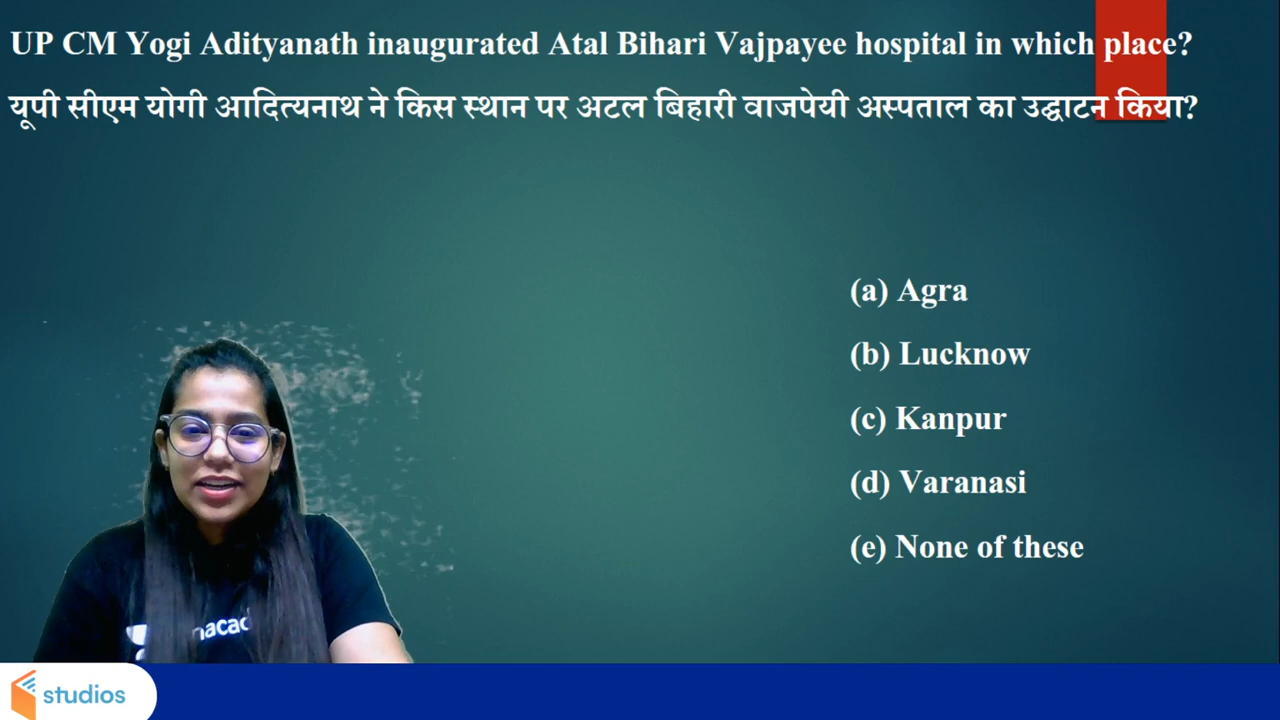 UP CM Yogi Adityanath inaugurated Atal Bihari Vajpayee hospital in which place?
यूपी सीएम योगी आदित्यनाथ ने किस स्थान पर अटल बिहारी वाजपेयी अस्पताल का उद्घाटन किया?
(a) Agra
(b) Lucknow
(c) Kanpur
(d) Varanasi
(e) None of these
studios